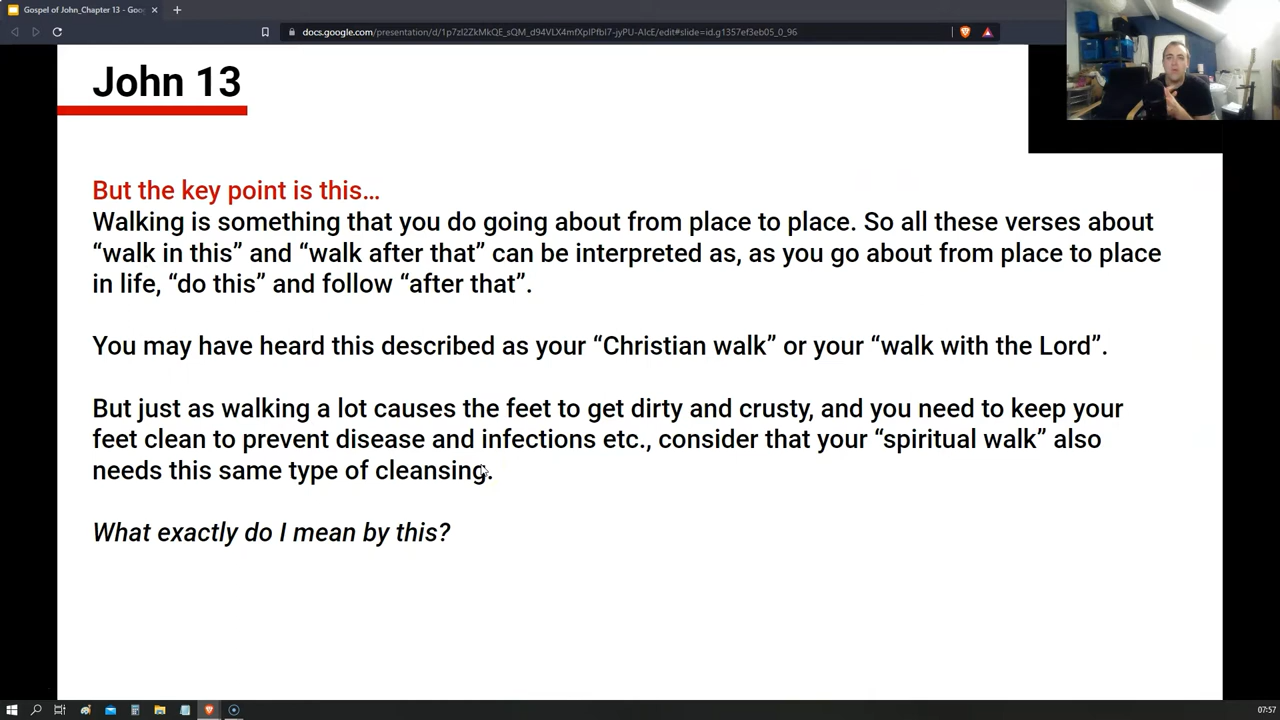 Gospel of John_Chapter 13 - Goo
docs.google.com/presentation/d/1p7zl2ZkMkQE_sQM_d94VLX4mfXpIPfbI7-jyPU-AlcE/edit#slide=id.g1357ef3eb05_0_96
John 13
But the key point is this…
Walking is something that you do going about from place to place. So all these verses about
“walk in this” and “walk after that” can be interpreted as, as you go about from place to place
in life, “do this” and follow “after that”.
You may have heard this described as your “Christian walk” or your “walk with the Lord”.
But just as walking a lot causes the feet to get dirty and crusty, and you need to keep your
feet clean to prevent disease and infections etc., consider that your “spiritual walk” also
needs this same type of cleansing.
What exactly do I mean by this?
07:57